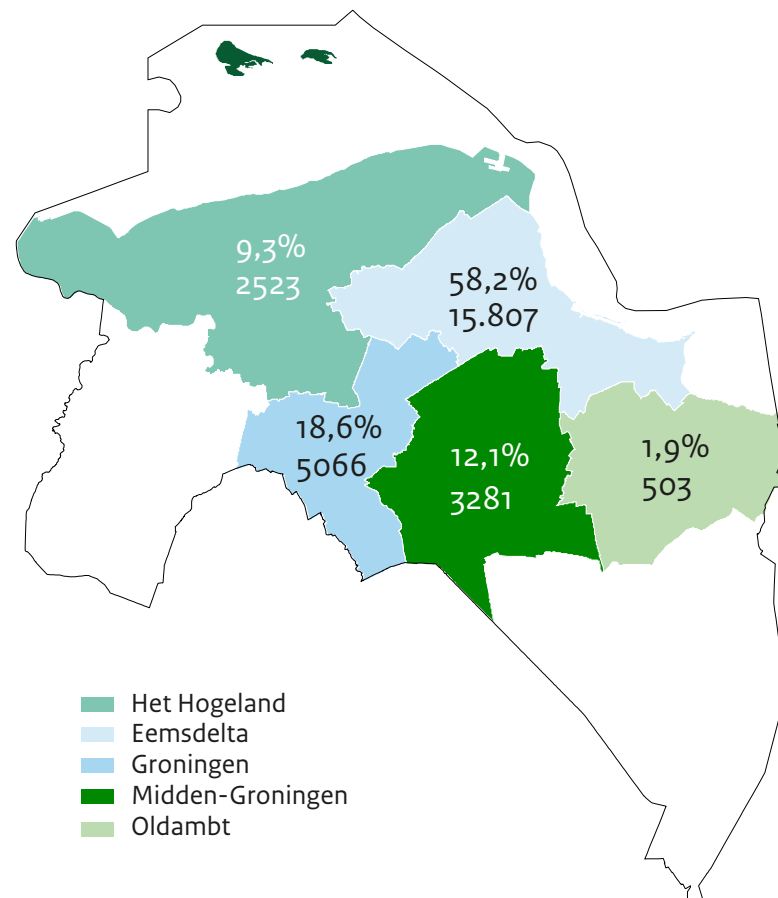 9,3%
2523
58,2%
15.807
18,6%
5066
12,1%
3281
1,9%
503
Het Hogeland
Eemsdelta
Groningen
Midden-Groningen
Oldambt